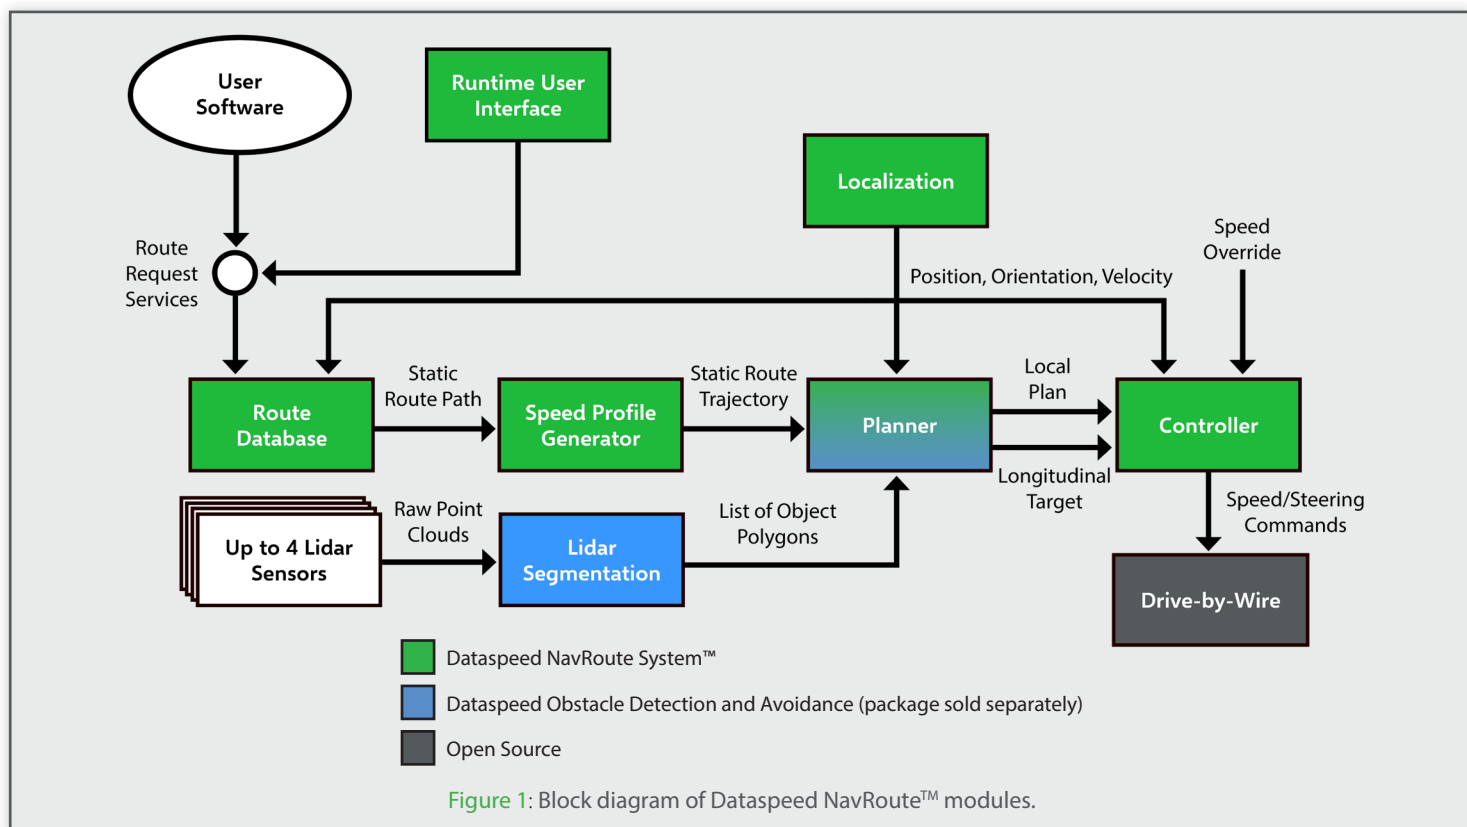 User
Software
Runtime User
Interface
Localization
Route
Request
Services
Position, Orientation, Velocity
Speed
Override
Route
Database
Static
Route Path
Speed Profile
Generator
Static Route
Trajectory
Planner
Local
Plan
Longitudinal
Target
Controller
Up to 4 Lidar
Sensors
Raw Point
Clouds
Lidar
Segmentation
List of Object
Polygons
Speed/Steering
Commands
Drive-by-Wire
Dataspeed NavRoute System™
Dataspeed Obstacle Detection and Avoidance (package sold separately)
Open Source
Figure 1: Block diagram of Dataspeed NavRoute™ modules.